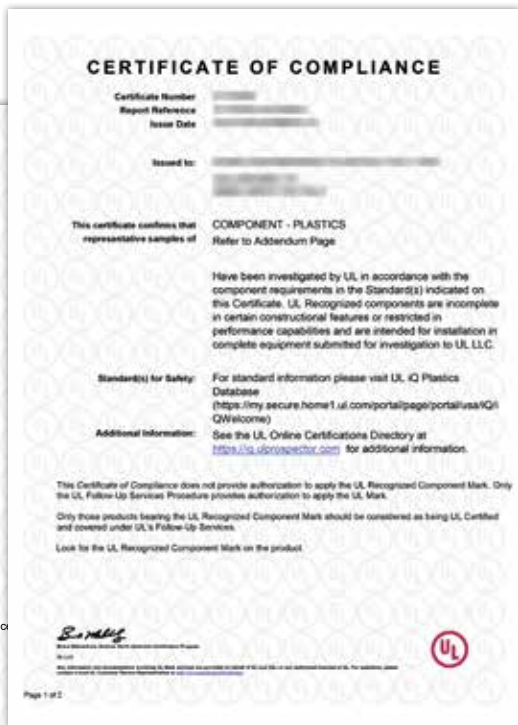 CERTIFICATE OF COMPLIANCE
Certificate Number
Report Reference
Issue Date
Issued to:
This certificate confirms that COMPONENT - PLASTICS
representative samples of Refer to Addendum Page
Have been investigated by UL in accordance with the
component requirements in the Standard(s) indicated on
this Certificate. UL Recognized components are incomplete
in certain constructional features or restricted in
performance capabilities and are intended for installation in
complete equipment submitted for investigation to UL LLC.
Standard(s) for Safety: For standard information please visit UL iQ Plastics
Database
(https://my.secure.home1.ul.com/portal/page/portal/usa/IQ/i
QWelcome)
Additional Information: See the UL Online Certifications Directory at
https://iq.ulprospector.com for additional information.
This Certificate of Compliance does not provide authorization to apply the UL Recognized Component Mark. Only
the UL Follow-Up Services Procedure provides authorization to apply the UL Mark.
Only those products bearing the UL Recognized Component Mark should be considered as being UL Certified
and covered under UL's Follow-Up Services.
Look for the UL Recognized Component Mark on the product.
UL
Page 1 of 2